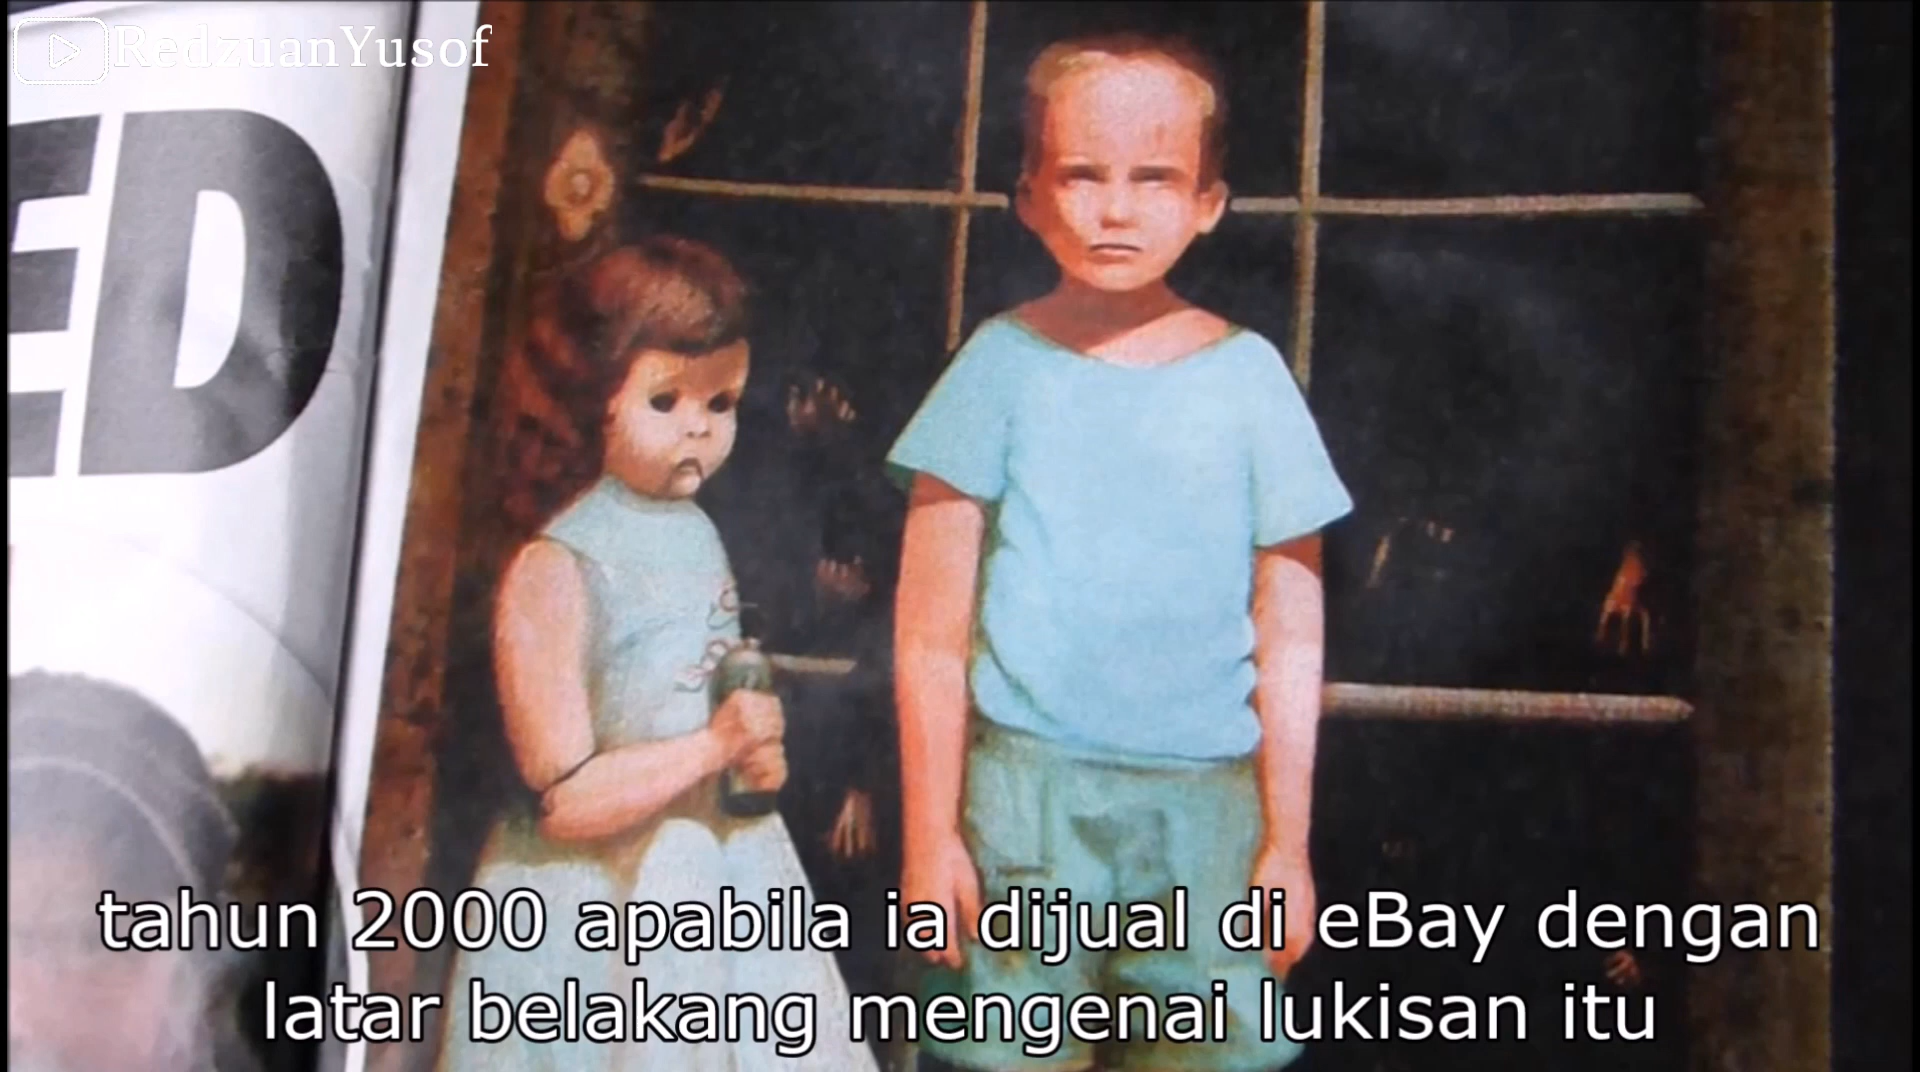 RedzuanYusof
ED
tahun 2000 apabila ia dijual di eBay dengan
latar belakang mengenai lukisan itu